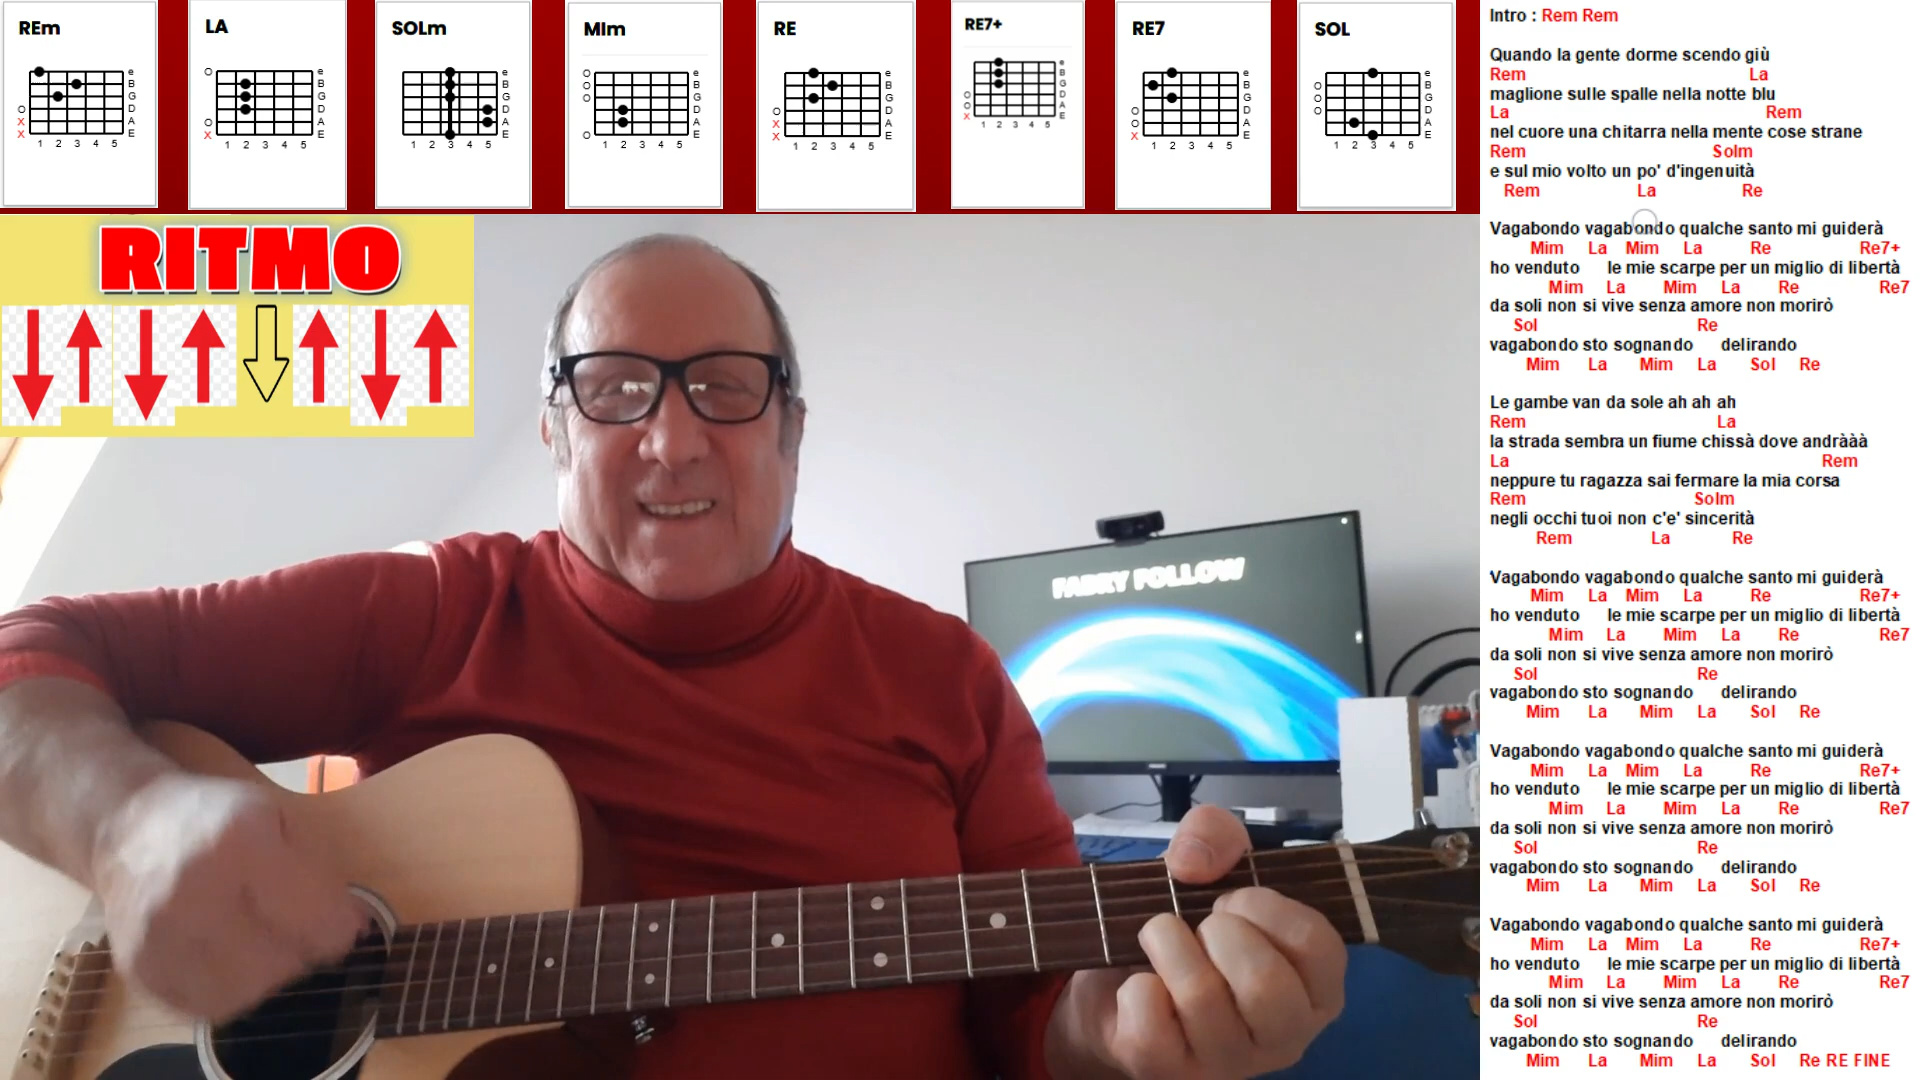 REm
LA
SOLm
MIm
RE
RE7+
RE7
SOL
RITMO
FABRY FOLLOW
Intro : Rem Rem
Quando la gente dorme scendo giù
Rem La
maglione sulle spalle nella notte blu
La Rem
nel cuore una chitarra nella mente cose strane
Rem Solm
e sul mio volto un po' d'ingenuità
Rem La Re
Vagabondo vagabondo qualche santo mi guiderà
Mim La Mim La Re Re7+
ho venduto le mie scarpe per un miglio di libertà
Mim La Mim La Re Re7
da soli non si vive senza amore non morirò
Sol Re
vagabondo sto sognando delirando
Mim La Mim La Sol Re
Le gambe van da sole ah ah ah
Rem La
la strada sembra un fiume chissà dove andrààà
La Rem
neppure tu ragazza sai fermare la mia corsa
Rem Solm
negli occhi tuoi non c'e' sincerità
Rem La Re
Vagabondo vagabondo qualche santo mi guiderà
Mim La Mim La Re Re7+
ho venduto le mie scarpe per un miglio di libertà
Mim La Mim La Re Re7
da soli non si vive senza amore non morirò
Sol Re
vagabondo sto sognando delirando
Mim La Mim La Sol Re
Vagabondo vagabondo qualche santo mi guiderà
Mim La Mim La Re Re7+
ho venduto le mie scarpe per un miglio di libertà
Mim La Mim La Re Re7
da soli non si vive senza amore non morirò
Sol Re
vagabondo sto sognando delirando
Mim La Mim La Sol Re
Vagabondo vagabondo qualche santo mi guiderà
Mim La Mim La Re Re7+
ho venduto le mie scarpe per un miglio di libertà
Mim La Mim La Re Re7
da soli non si vive senza amore non morirò
Sol Re
vagabondo sto sognando delirando
Mim La Mim La Sol Re RE FINE